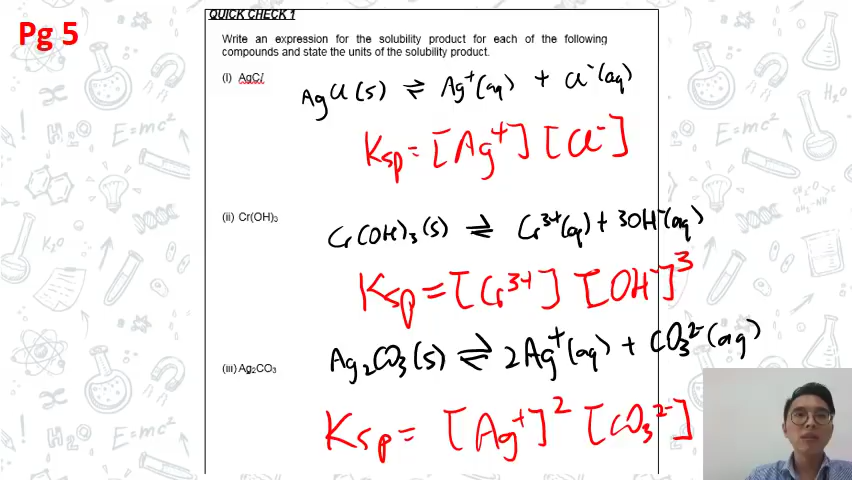 Pg 5
QUICK CHECK 1
Write an expression for the solubility product for each of the following
compounds and state the units of the solubility product.
(i) AgCl
AgCl(s) ⇌ Ag⁺(aq) + Cl⁻(aq)
Ksp = [Ag⁺] [Cl⁻]
(ii) Cr(OH)₃
Cr(OH)₃(s) ⇌ Cr³⁺(aq) + 3OH⁻(aq)
Ksp = [Cr³⁺] [OH⁻]³
Ag₂CO₃(s) ⇌ 2Ag⁺(aq) + CO₃²⁻(aq)
(iii) Ag₂CO₃
Ksp = [Ag⁺]² [CO₃²⁻]